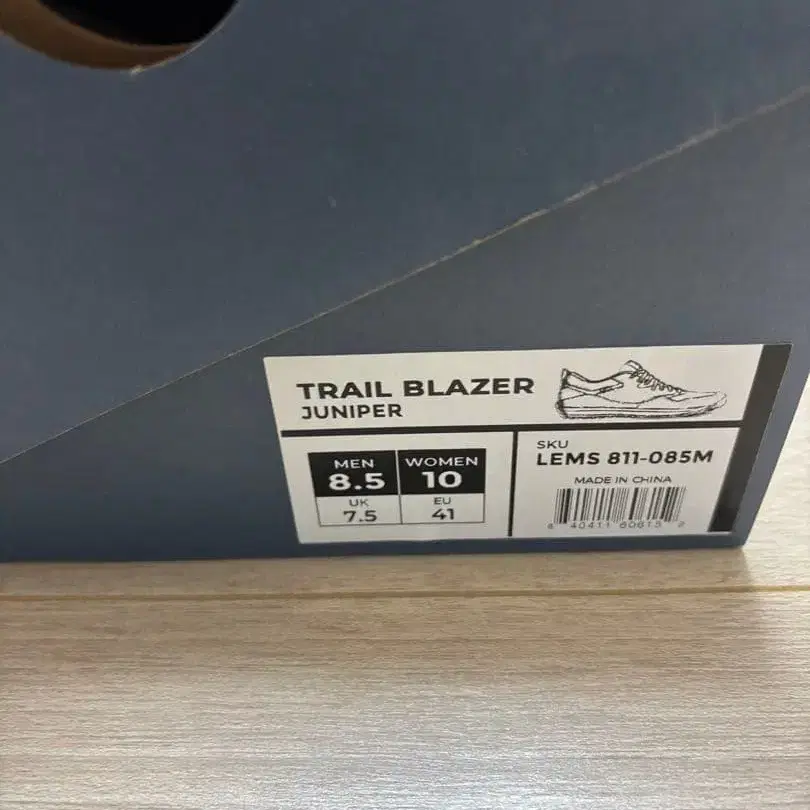 TRAIL BLAZER
JUNIPER
MEN
8.5
WOMEN
10
UK
7.5
EU
41
SKU
LEMS 811-085M
MADE IN CHINA